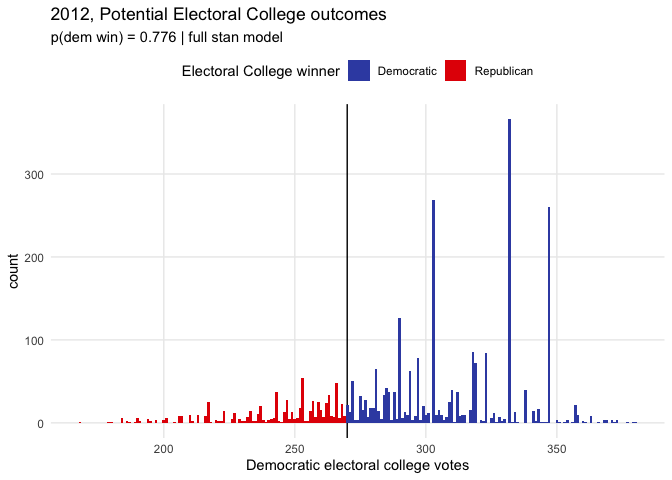 2012, Potential Electoral College outcomes
p(dem win) = 0.776 | full stan model
Electoral College winner Democratic Republican
300
200
100
0
count
200 250 300 350
Democratic electoral college votes